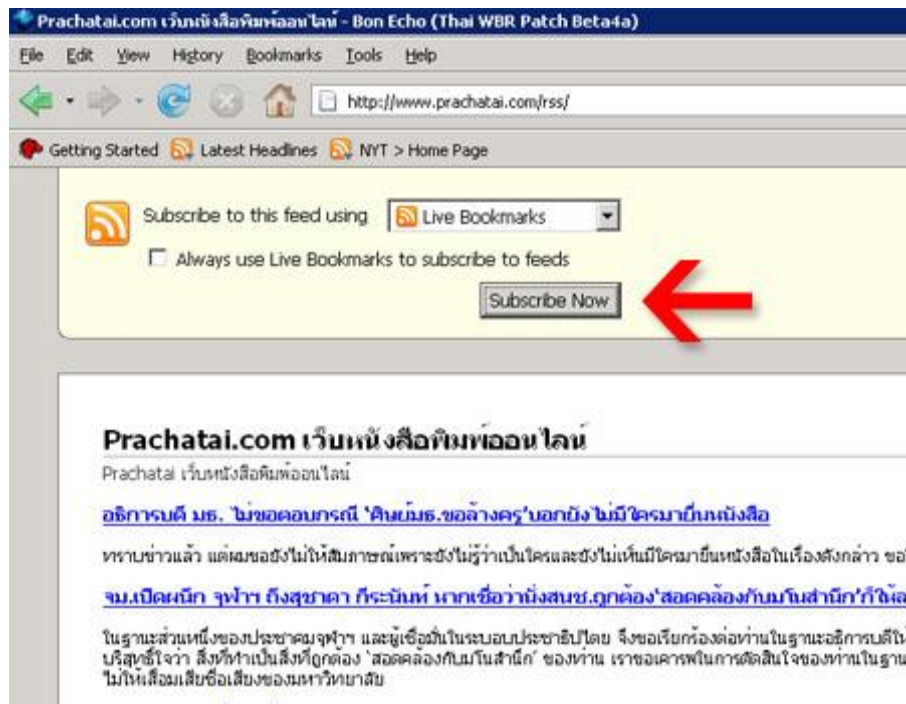 Prachatai.com เว็บหนังสือพิมพ์ออนไลน์ - Bon Echo (Thai WBR Patch Beta4a)
File Edit View History Bookmarks Tools Help
http://www.prachatai.com/rss/
Getting Started Latest Headlines NYT > Home Page
Subscribe to this feed using Live Bookmarks
Always use Live Bookmarks to subscribe to feeds
Subscribe Now
Prachatai.com เว็บหนังสือพิมพ์ออนไลน์
Prachatai เว็บหนังสือพิมพ์ออนไลน์
อธิการบดี มธ. ไม่ขอตอบกรณี 'ศิษย์มธ.ขอล้างครู'บอกยังไม่มีใครมายื่นหนังสือ
ทราบข่าวแล้ว แต่ผมขอยังไม่ให้สัมภาษณ์เพราะยังไม่รู้ว่าเป็นใครและยังไม่เห็นมีใครมายื่นหนังสือในเรื่องดังกล่าว ขอ
จม.เปิดผนึก จุฬาฯ ถึงสุชาดา กีระนันท์ หากเชื่อว่านั่งสนช.ถูกต้อง'สอดคล้องกับมโนสำนึก'ก็ให้ล
ในฐานะส่วนหนึ่งของประชาคมจุฬาฯ และผู้เชื่อมั่นในระบอบประชาธิปไตย จึงขอเรียกร้องต่อท่านในฐานะอธิการบดีให้
บริสุทธิ์ใจว่า สิ่งที่ทำเป็นสิ่งที่ถูกต้อง 'สอดคล้องกับมโนสำนึก' ของท่าน เราขอเคารพในการตัดสินใจของท่านในฐาน
ไม่ให้เสื่อมเสียชื่อเสียงของมหาวิทยาลัย